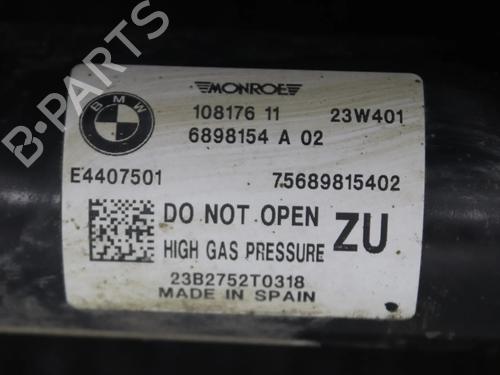 MONROE
BMW
108176 11 23W401
6898154 A 02
E4407501 75689815402
DO NOT OPEN ZU
HIGH GAS PRESSURE
23B2752T0318
MADE IN SPAIN
B-PARTS